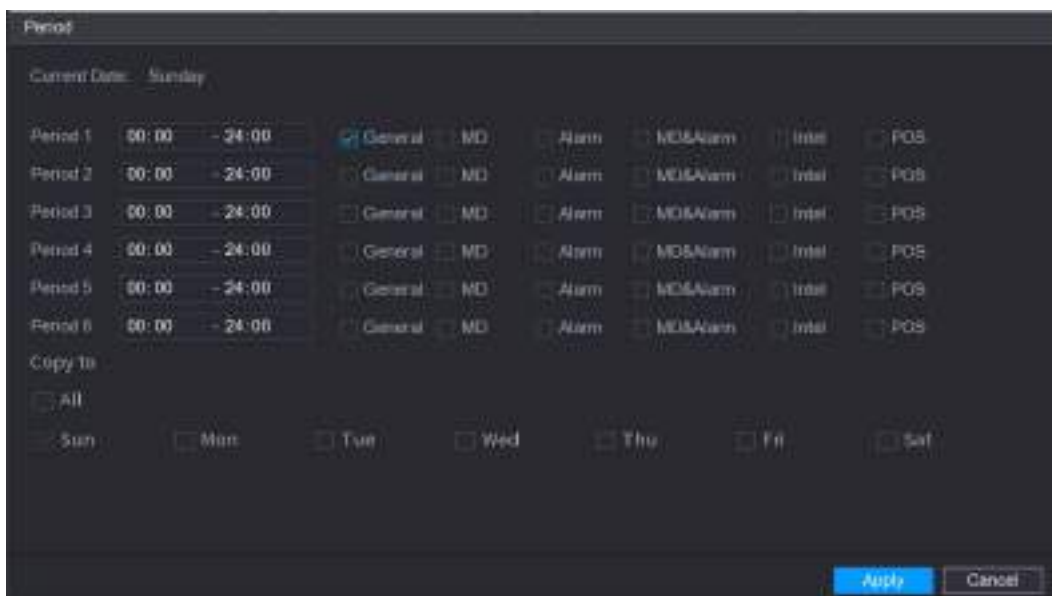 Period
Current Date: Sunday
Period 1 00:00 - 24:00 General MD Alarm MD&Alarm Intel POS
Period 2 00:00 - 24:00 General MD Alarm MD&Alarm Intel POS
Period 3 00:00 - 24:00 General MD Alarm MD&Alarm Intel POS
Period 4 00:00 - 24:00 General MD Alarm MD&Alarm Intel POS
Period 5 00:00 - 24:00 General MD Alarm MD&Alarm Intel POS
Period 6 00:00 - 24:00 General MD Alarm MD&Alarm Intel POS
Copy to
All
Sun Mon Tue Wed Thu Fri Sat
Apply Cancel